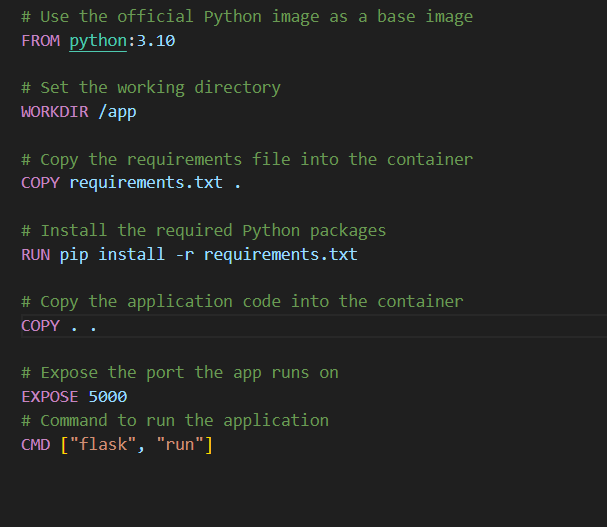 # Use the official Python image as a base image
FROM python:3.10
# Set the working directory
WORKDIR /app
# Copy the requirements file into the container
COPY requirements.txt .
# Install the required Python packages
RUN pip install -r requirements.txt
# Copy the application code into the container
COPY . .
# Expose the port the app runs on
EXPOSE 5000
# Command to run the application
CMD ["flask", "run"]